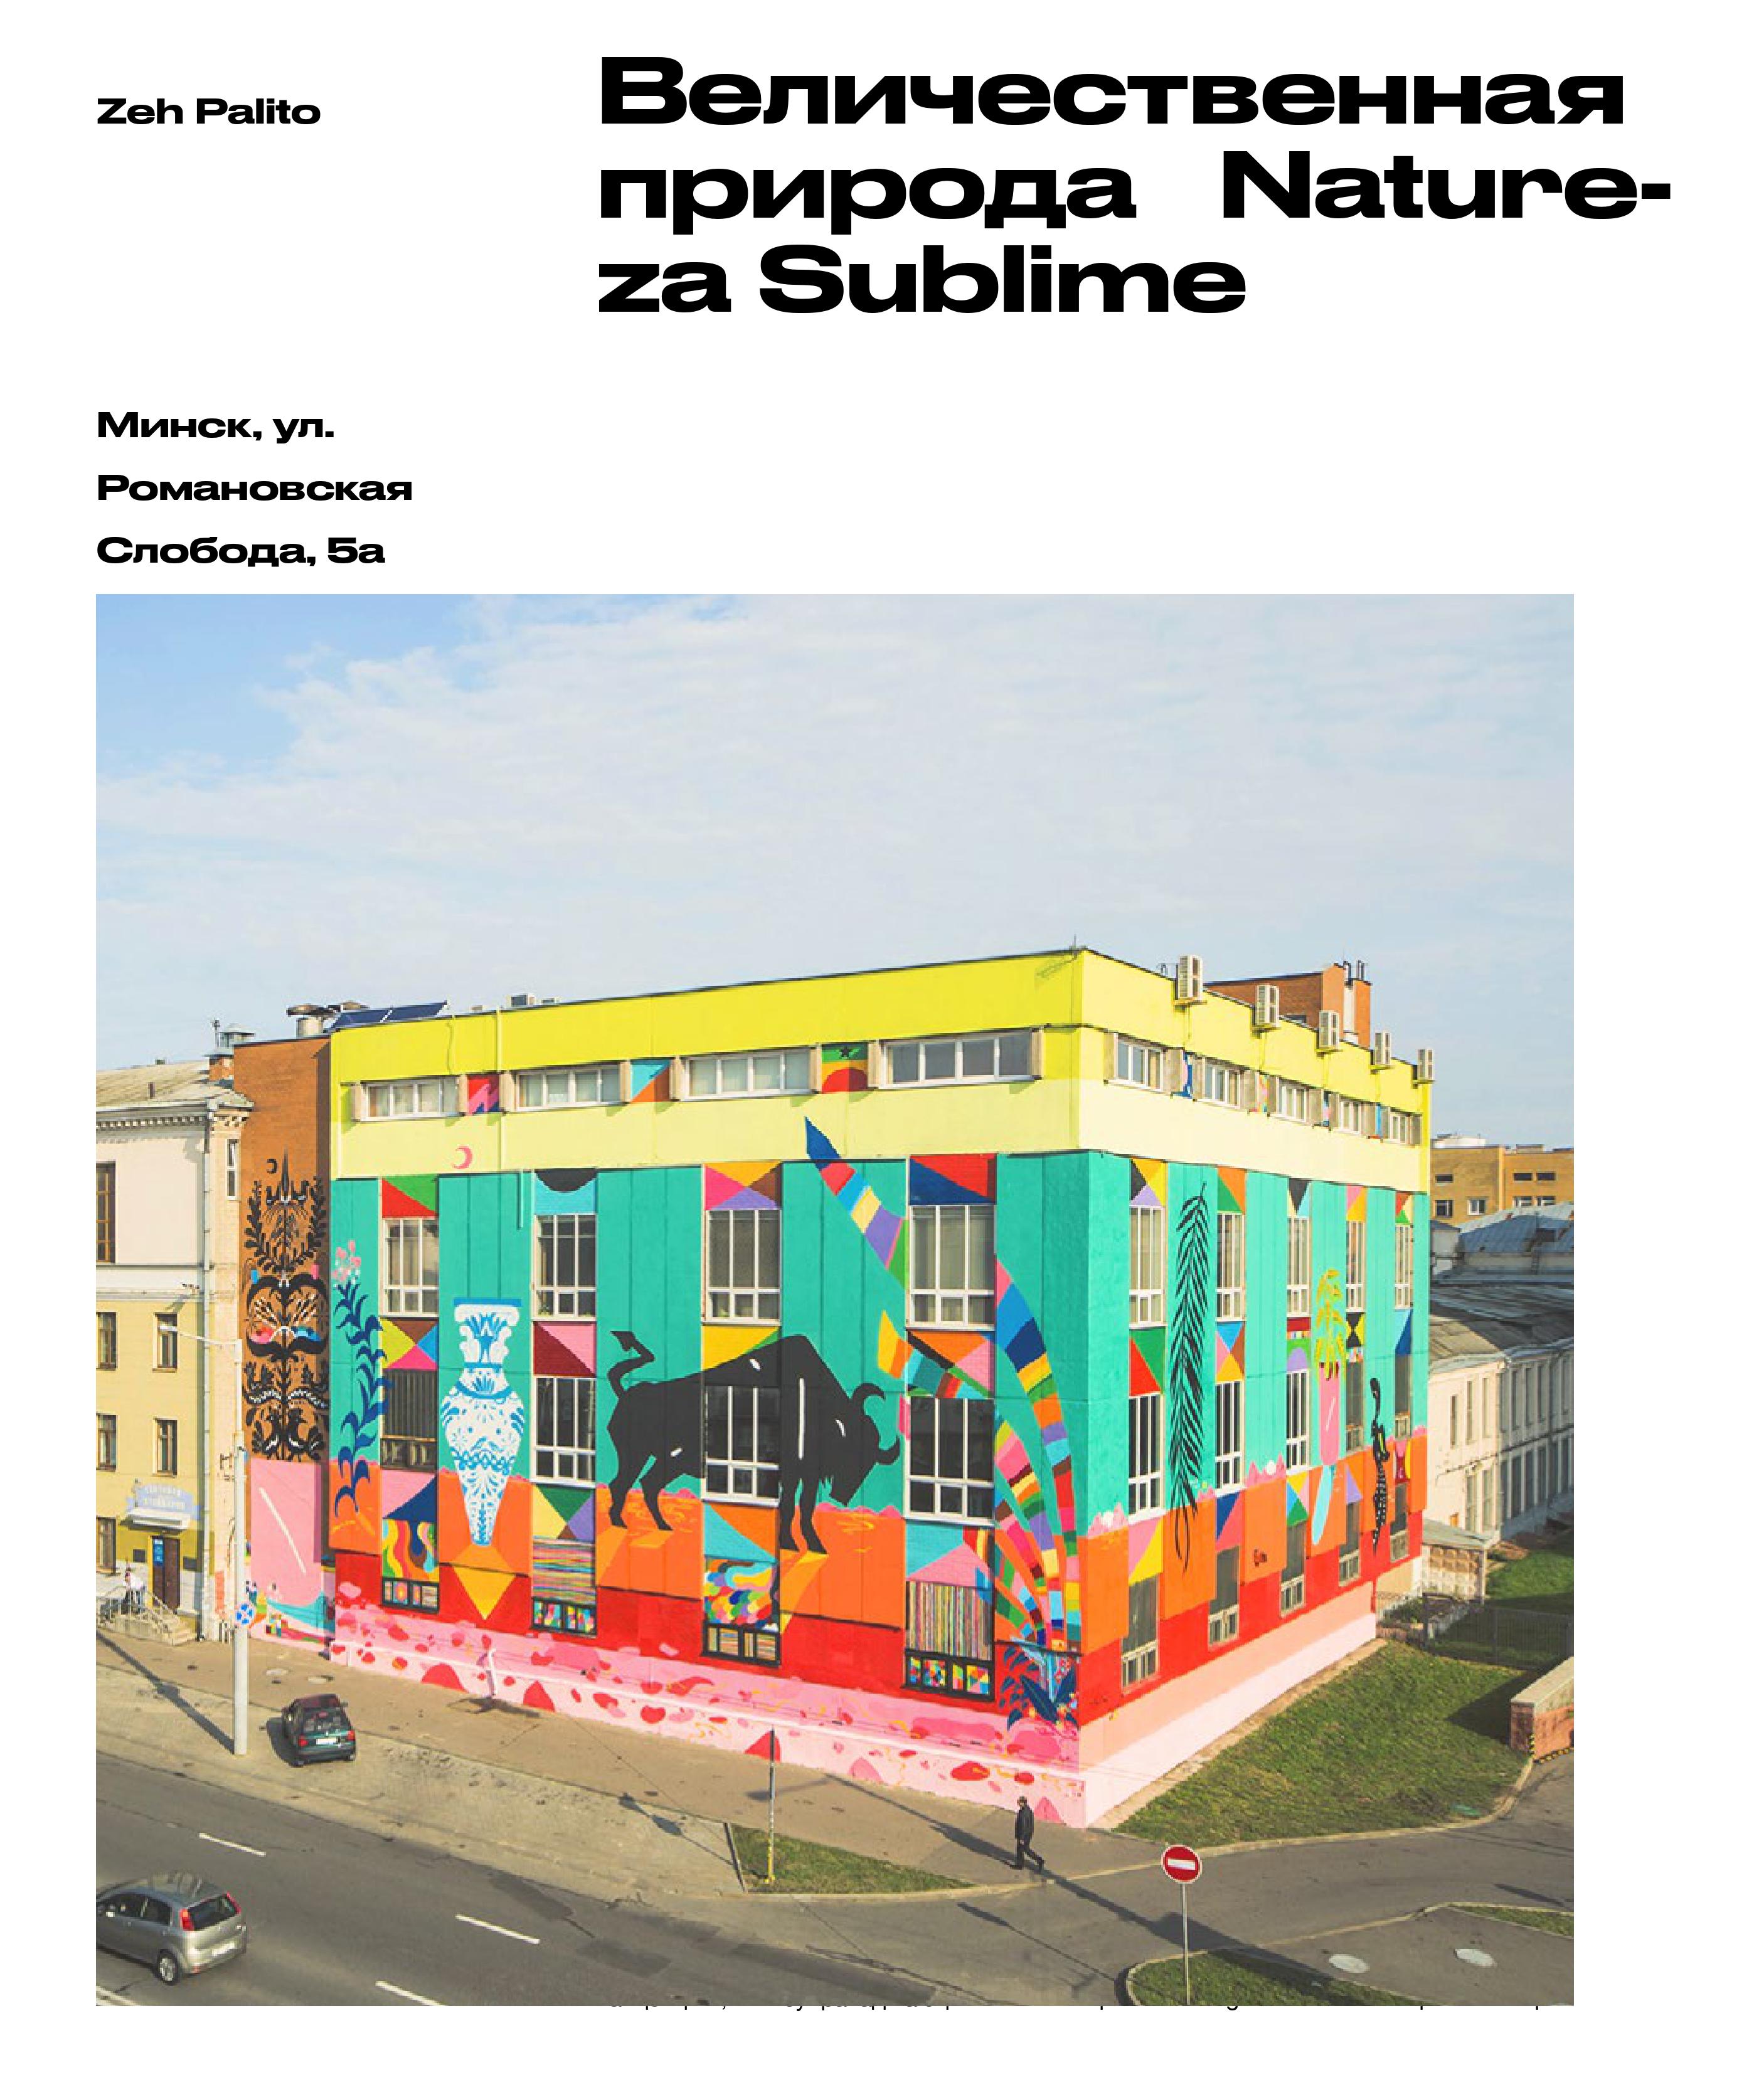 Zeh Palito
Величественная
природа Nature-
za Sublime
Минск, ул.
Романовская
Слобода, 5а